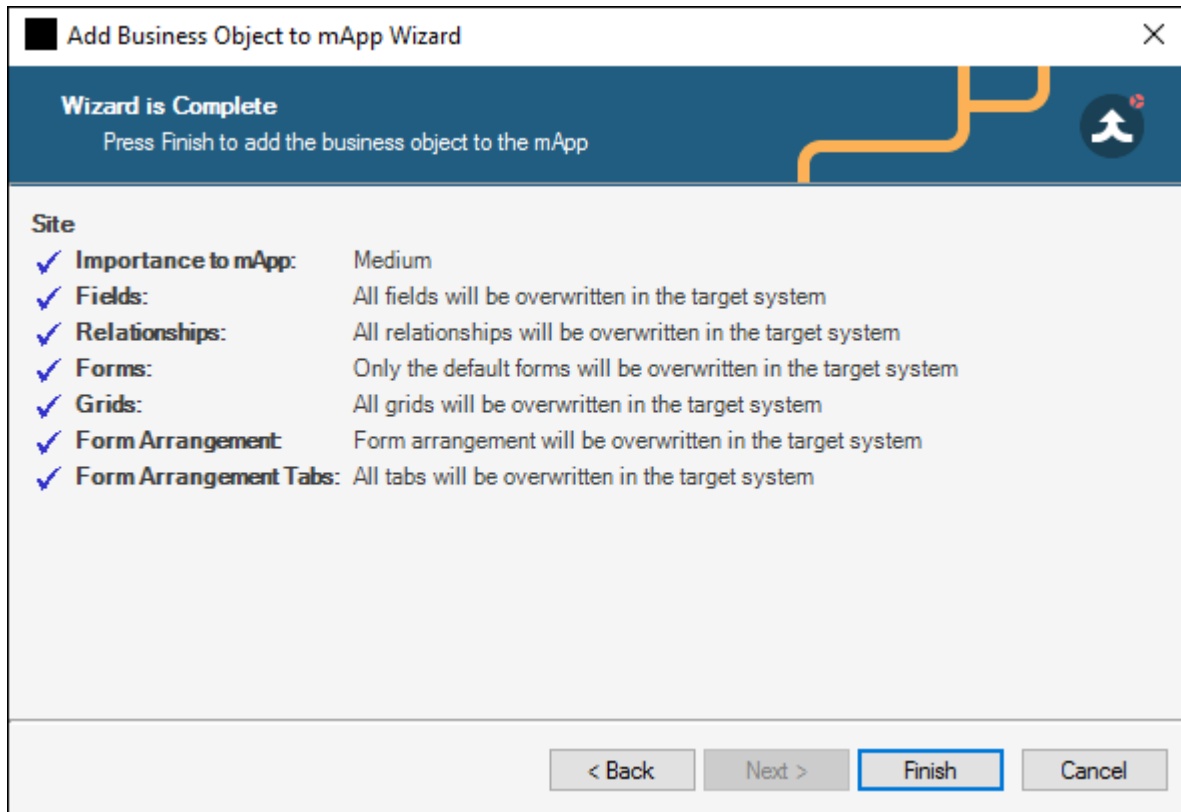 Add Business Object to mApp Wizard
Wizard is Complete
Press Finish to add the business object to the mApp
Site
Importance to mApp: Medium
Fields: All fields will be overwritten in the target system
Relationships: All relationships will be overwritten in the target system
Forms: Only the default forms will be overwritten in the target system
Grids: All grids will be overwritten in the target system
Form Arrangement: Form arrangement will be overwritten in the target system
Form Arrangement Tabs: All tabs will be overwritten in the target system
< Back Next > Finish Cancel